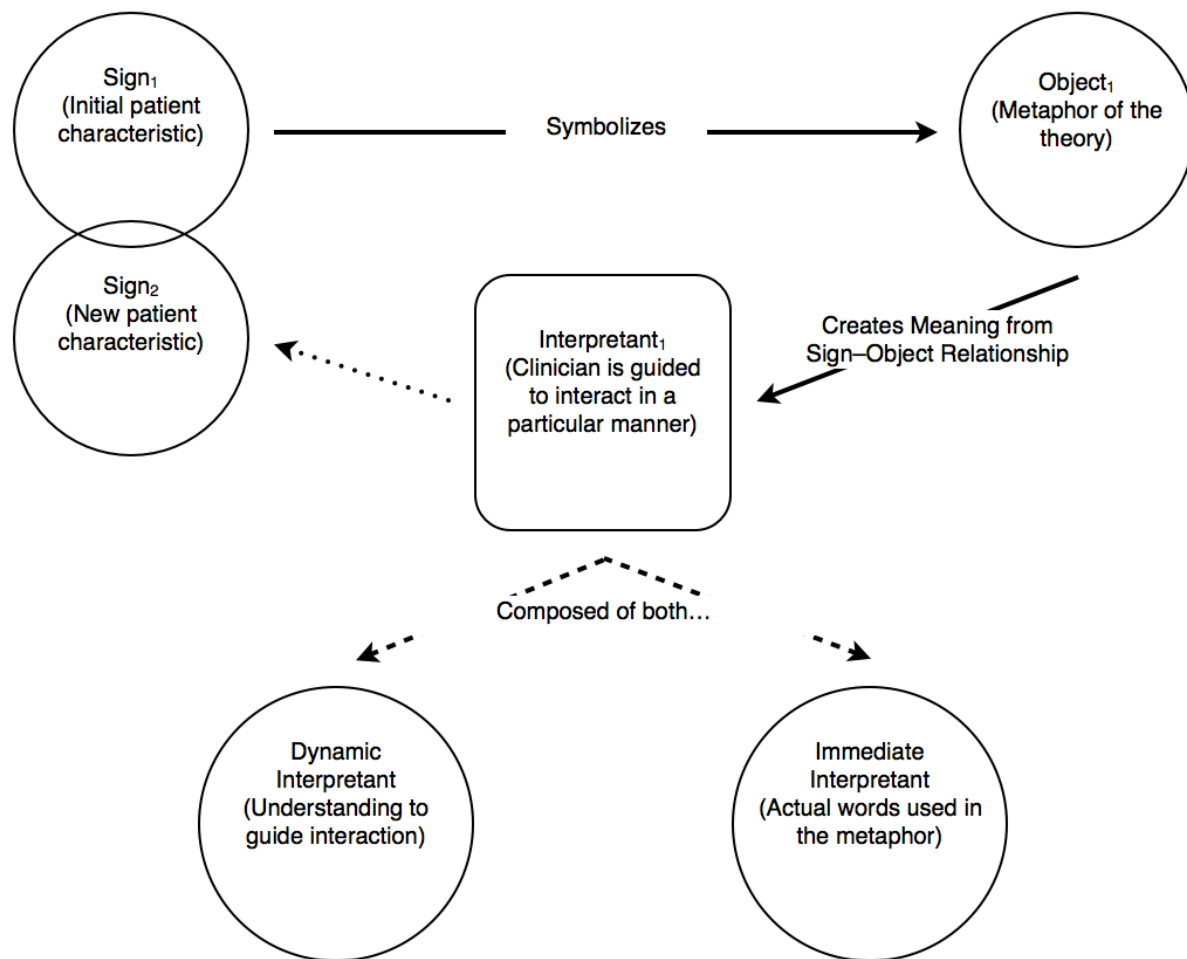 Sign₁
(Initial patient
characteristic)
Symbolizes
Object₁
(Metaphor of the
theory)
Sign₂
(New patient
characteristic)
Interpretant₁
(Clinician is guided
to interact in a
particular manner)
Creates Meaning from
Sign–Object Relationship
Composed of both…
Dynamic
Interpretant
(Understanding to
guide interaction)
Immediate
Interpretant
(Actual words used in
the metaphor)